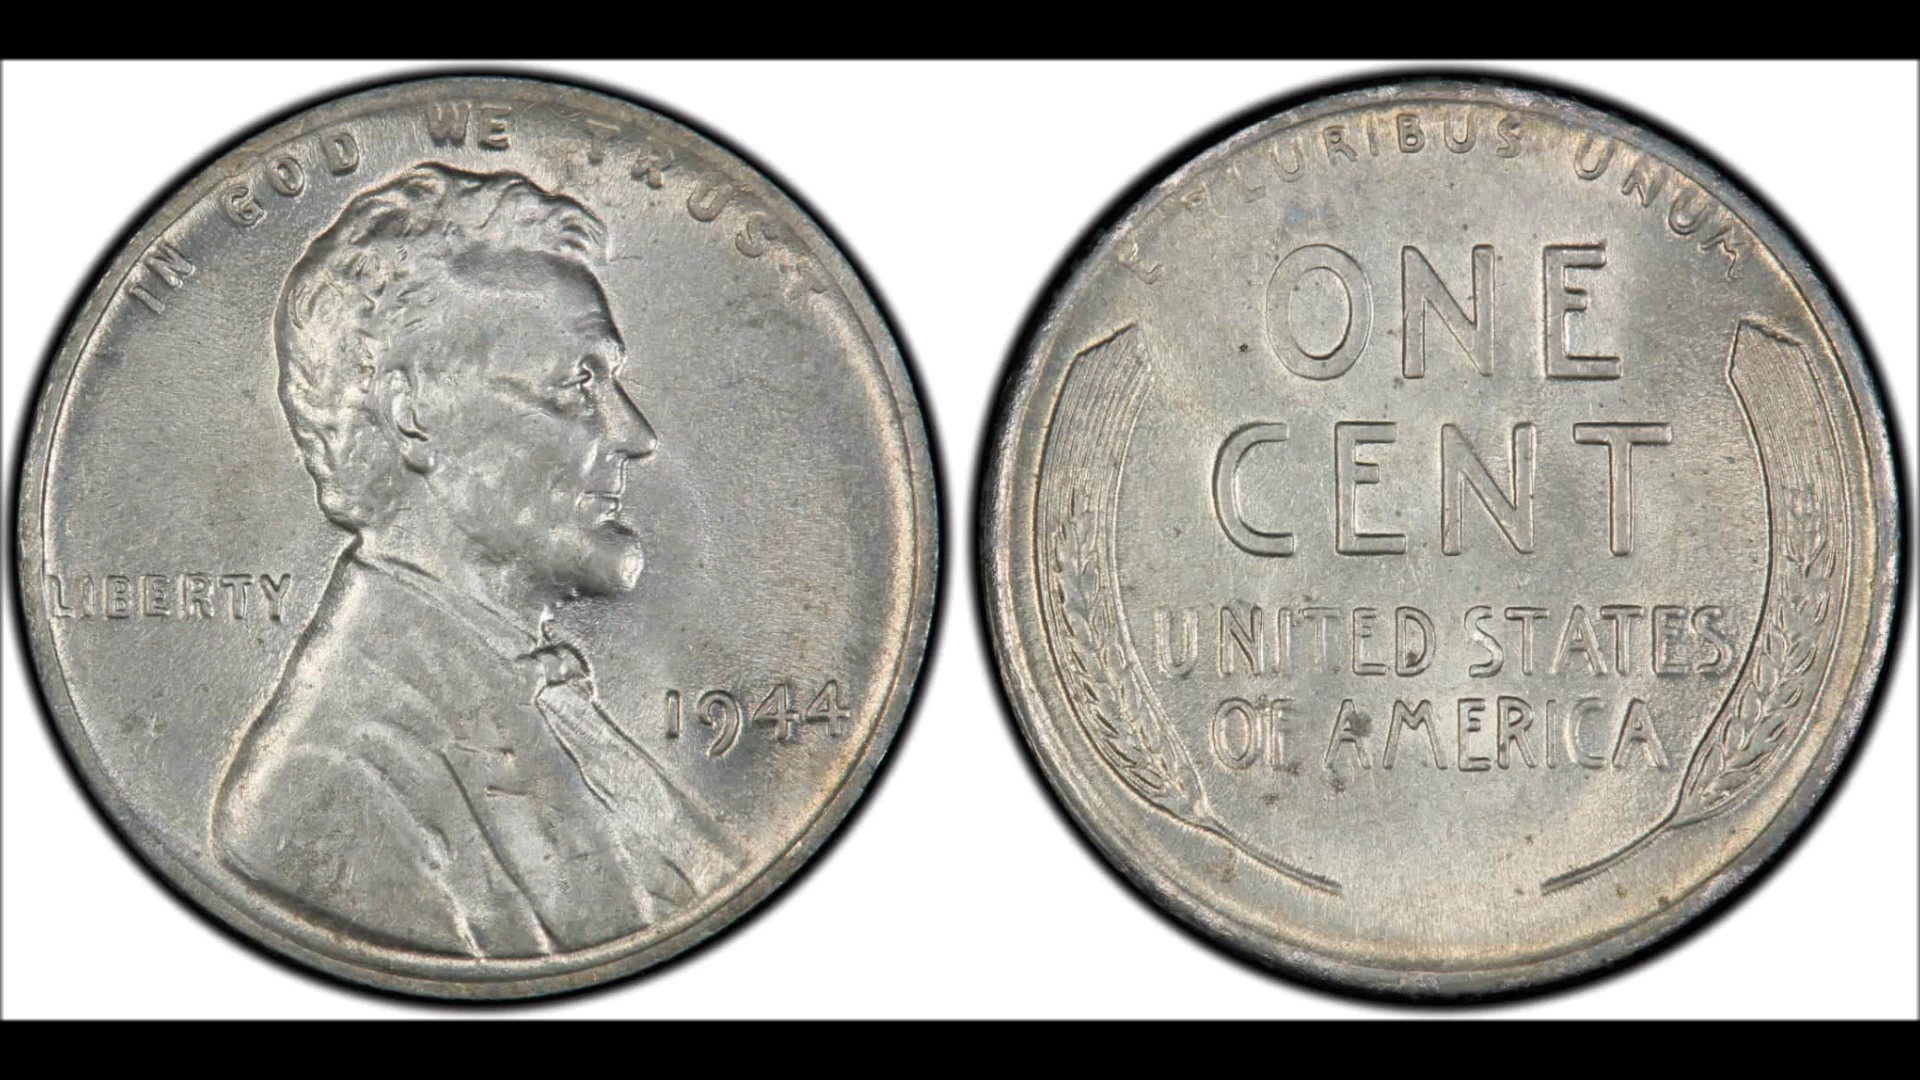 IN GOD WE TRUST
LIBERTY
1944
E PLURIBUS UNUM
ONE
CENT
UNITED STATES
OF AMERICA